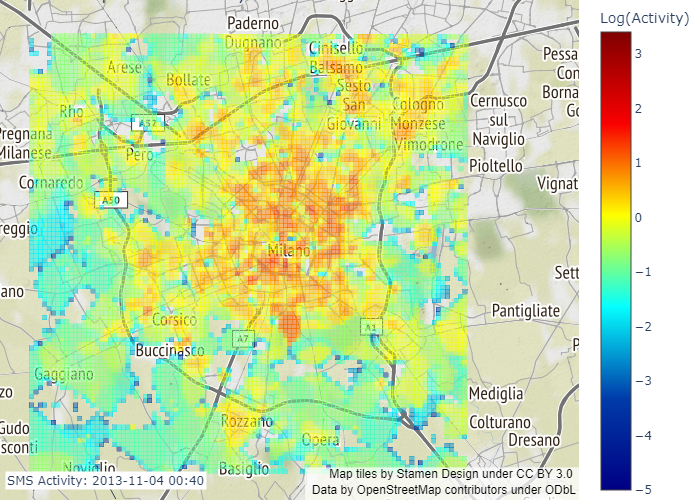 Log(Activity)
Paderno
Dugnano
Cinisello
Balsamo
Arese
Bollate
Sesto
San
Giovanni
Cologno
Monzese
Vimodrone
Pessa
Con
Borna
Go
Cernusco
sul
Naviglio
Rho
A52
Pregnana
Milanese
Pero
Pioltello
Cornaredo
Vignat
A50
reggio
Milano
Sett
ano
Pantigliate
Corsico
A1
A7
Buccinasco
P
Gaggiano
zo
Mediglia
Gudo
sconti
Rozzano
Colturano
Dresano
Opera
Noviglio
Basiglio
3
2
1
0
−1
−2
−3
−4
−5
SMS Activity: 2013-11-04 00:40
Map tiles by Stamen Design under CC BY 3.0
Data by OpenStreetMap contributors under ODbL